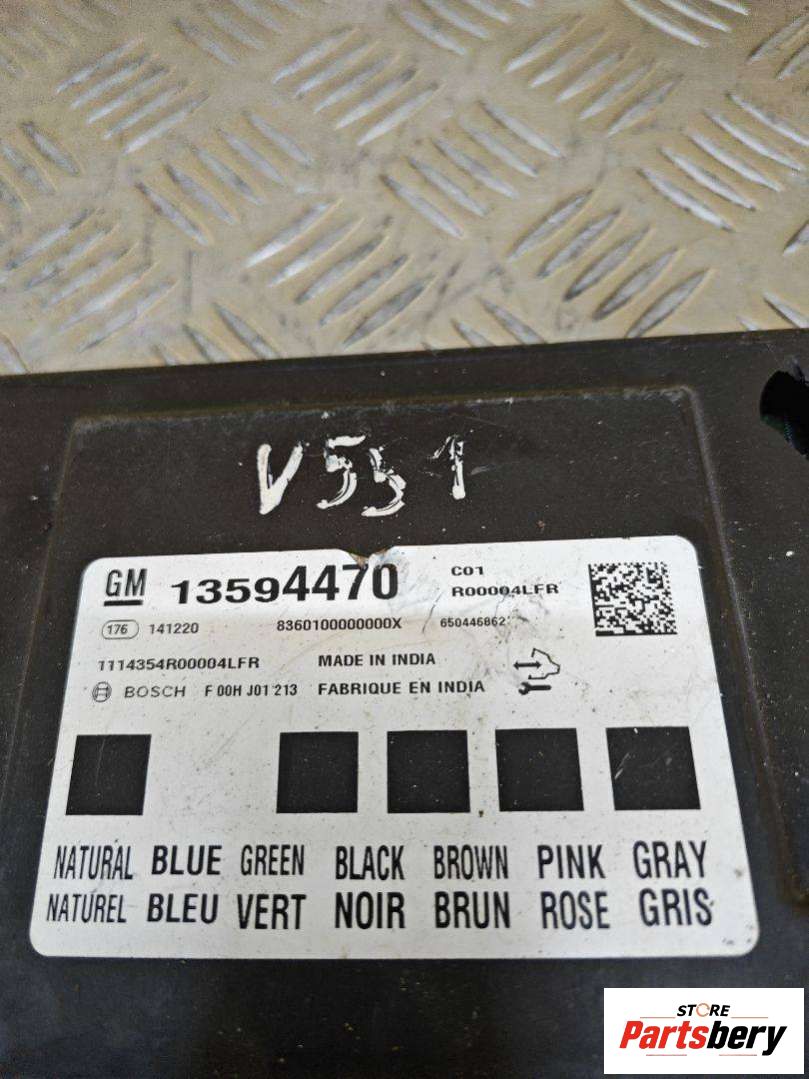 V551
GM 13594470 C01
R00004LFR
176 141220 8360100000000X 650446862
1114354R00004LFR MADE IN INDIA
BOSCH F 00H J01 213 FABRIQUE EN INDIA
NATURAL BLUE GREEN BLACK BROWN PINK GRAY
NATUREL BLEU VERT NOIR BRUN ROSE GRIS
STORE
Partsbery